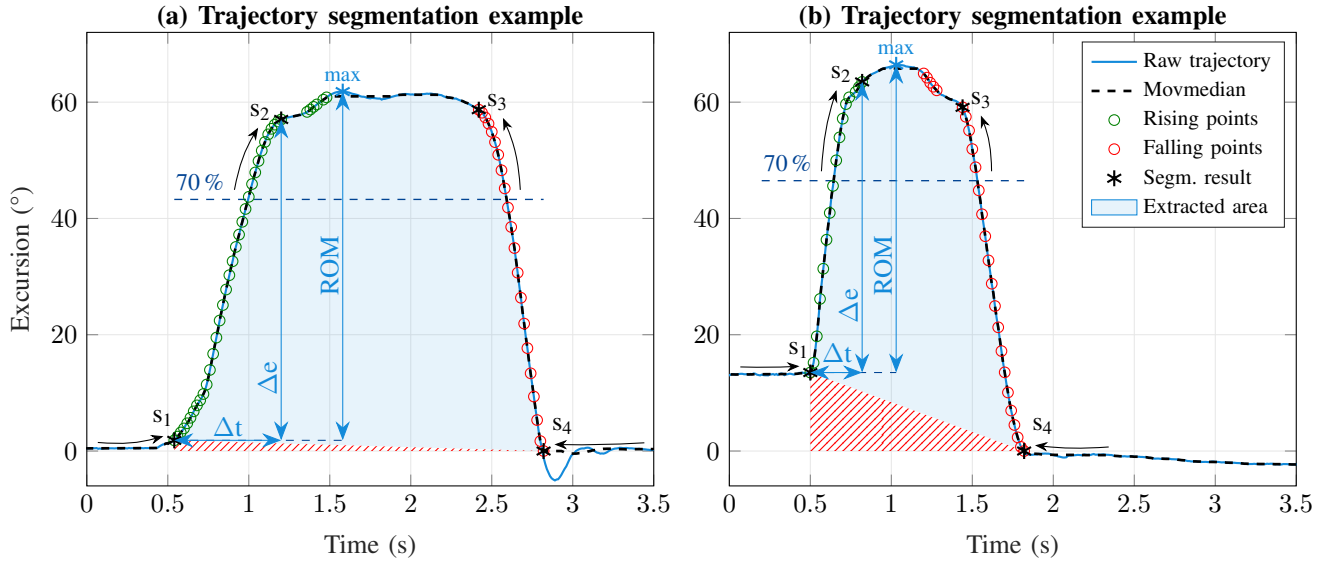 (a) Trajectory segmentation example
Excursion (°)
60
40
20
0
s1
s2
max
s3
s4
70 %
ROM
Δe
Δt
0 0.5 1 1.5 2 2.5 3 3.5
Time (s)
(b) Trajectory segmentation example
60
40
20
0
s1
s2
max
s3
s4
70 %
ROM
Δe
Δt
Raw trajectory
Movmedian
Rising points
Falling points
Segm. result
Extracted area
0 0.5 1 1.5 2 2.5 3 3.5
Time (s)